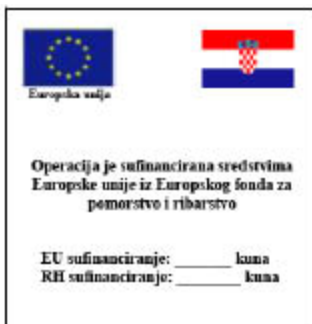 Europska unija
Operacija je sufinancirana sredstvima
Europske unije iz Europskog fonda za
pomorstvo i ribarstvo
EU sufinanciranje: _______ kuna
RH sufinanciranje: _______ kuna